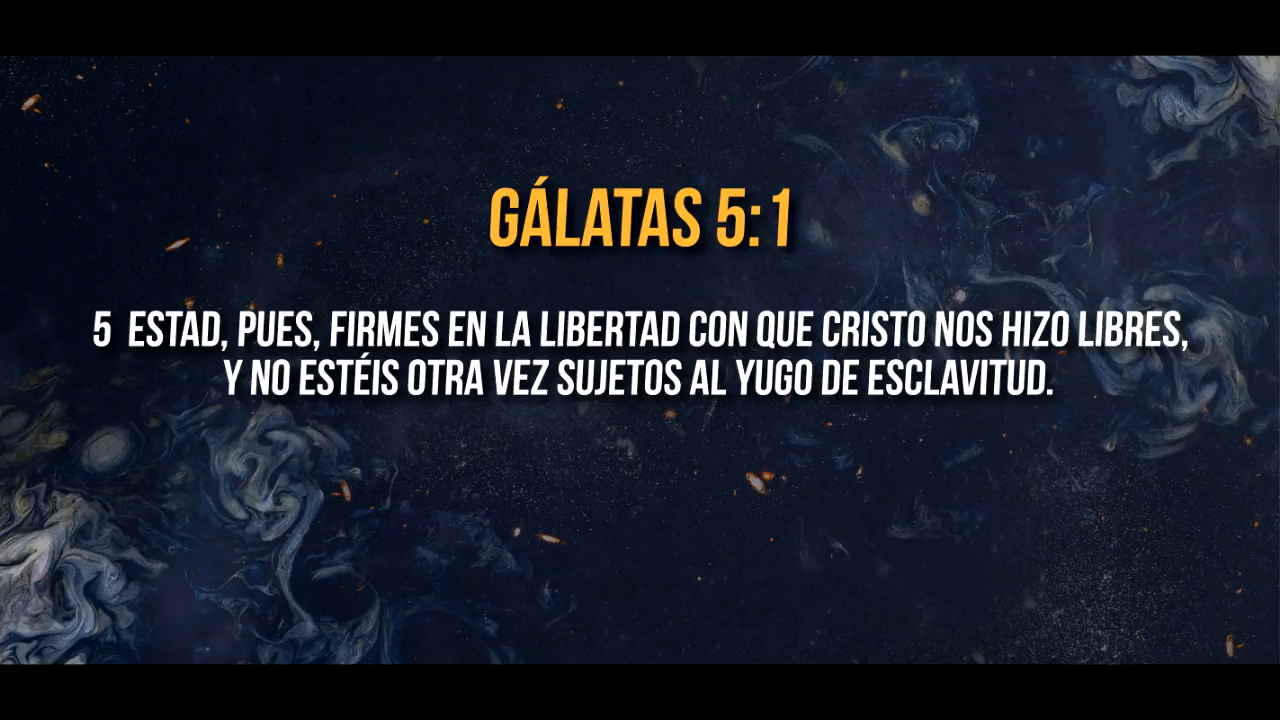 GÁLATAS 5:1
5 ESTAD, PUES, FIRMES EN LA LIBERTAD CON QUE CRISTO NOS HIZO LIBRES,
Y NO ESTÉIS OTRA VEZ SUJETOS AL YUGO DE ESCLAVITUD.